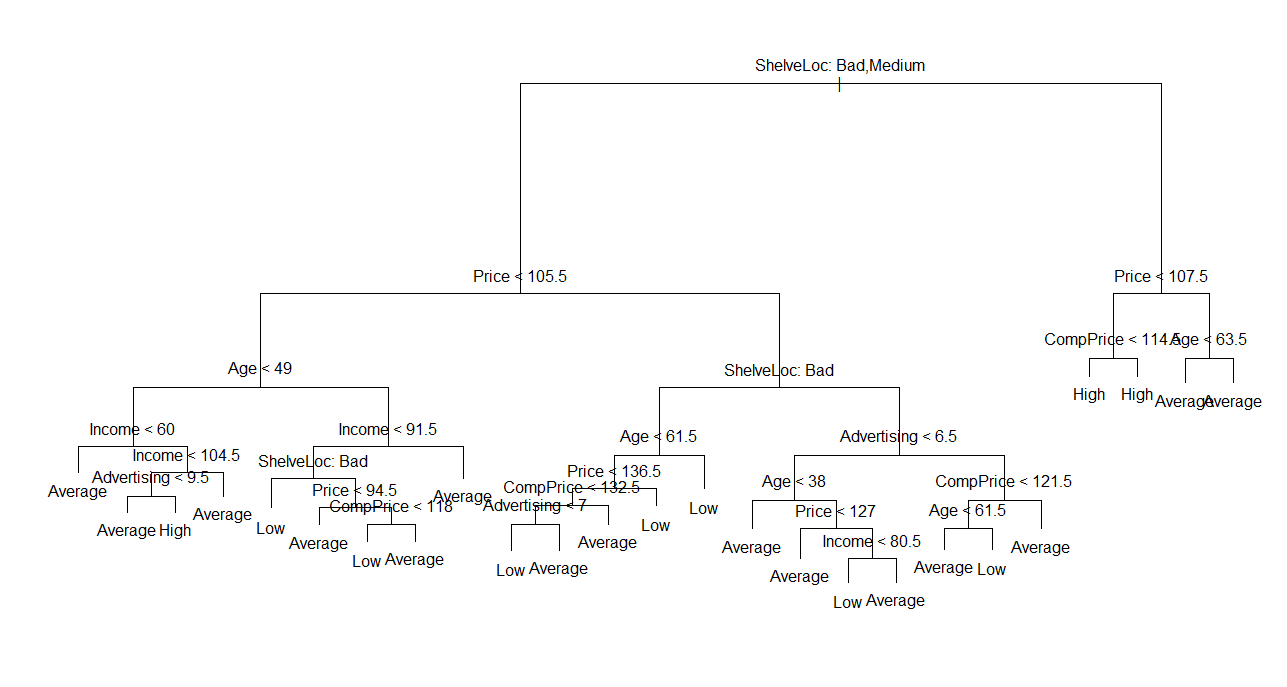 ShelveLoc: Bad,Medium
Price < 105.5
Price < 107.5
CompPrice < 114.5
Age < 63.5
Age < 49
ShelveLoc: Bad
High
High
Average
Average
Income < 60
Income < 91.5
Age < 61.5
Advertising < 6.5
Income < 104.5
ShelveLoc: Bad
Price < 136.5
Advertising < 9.5
Age < 38
CompPrice < 121.5
Average
Price < 94.5
Average
CompPrice < 132.5
CompPrice < 118
Advertising < 7
Low
Low
Price < 127
Age < 61.5
Average
High
Average
Low
Average
Average
Income < 80.5
Average
Average
Low
Average
Low
Average
Average
Average
Low
Low
Average